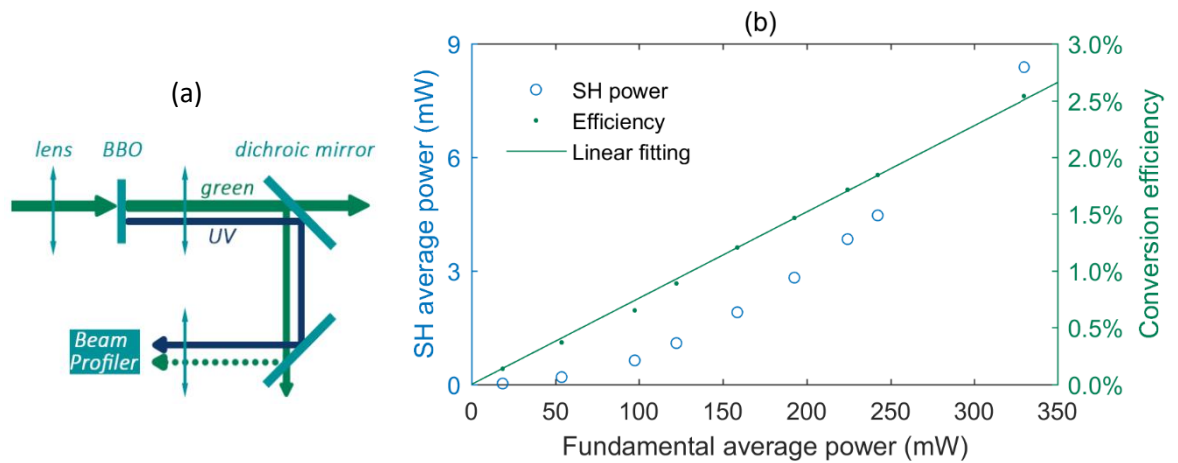 (a)
lens BBO dichroic mirror
green
UV
Beam
Profiler
(b)
SH average power (mW)
9
6
3
0
SH power
Efficiency
Linear fitting
3.0%
2.5%
2.0%
1.5%
1.0%
0.5%
0.0%
Conversion efficiency
0 50 100 150 200 250 300 350
Fundamental average power (mW)